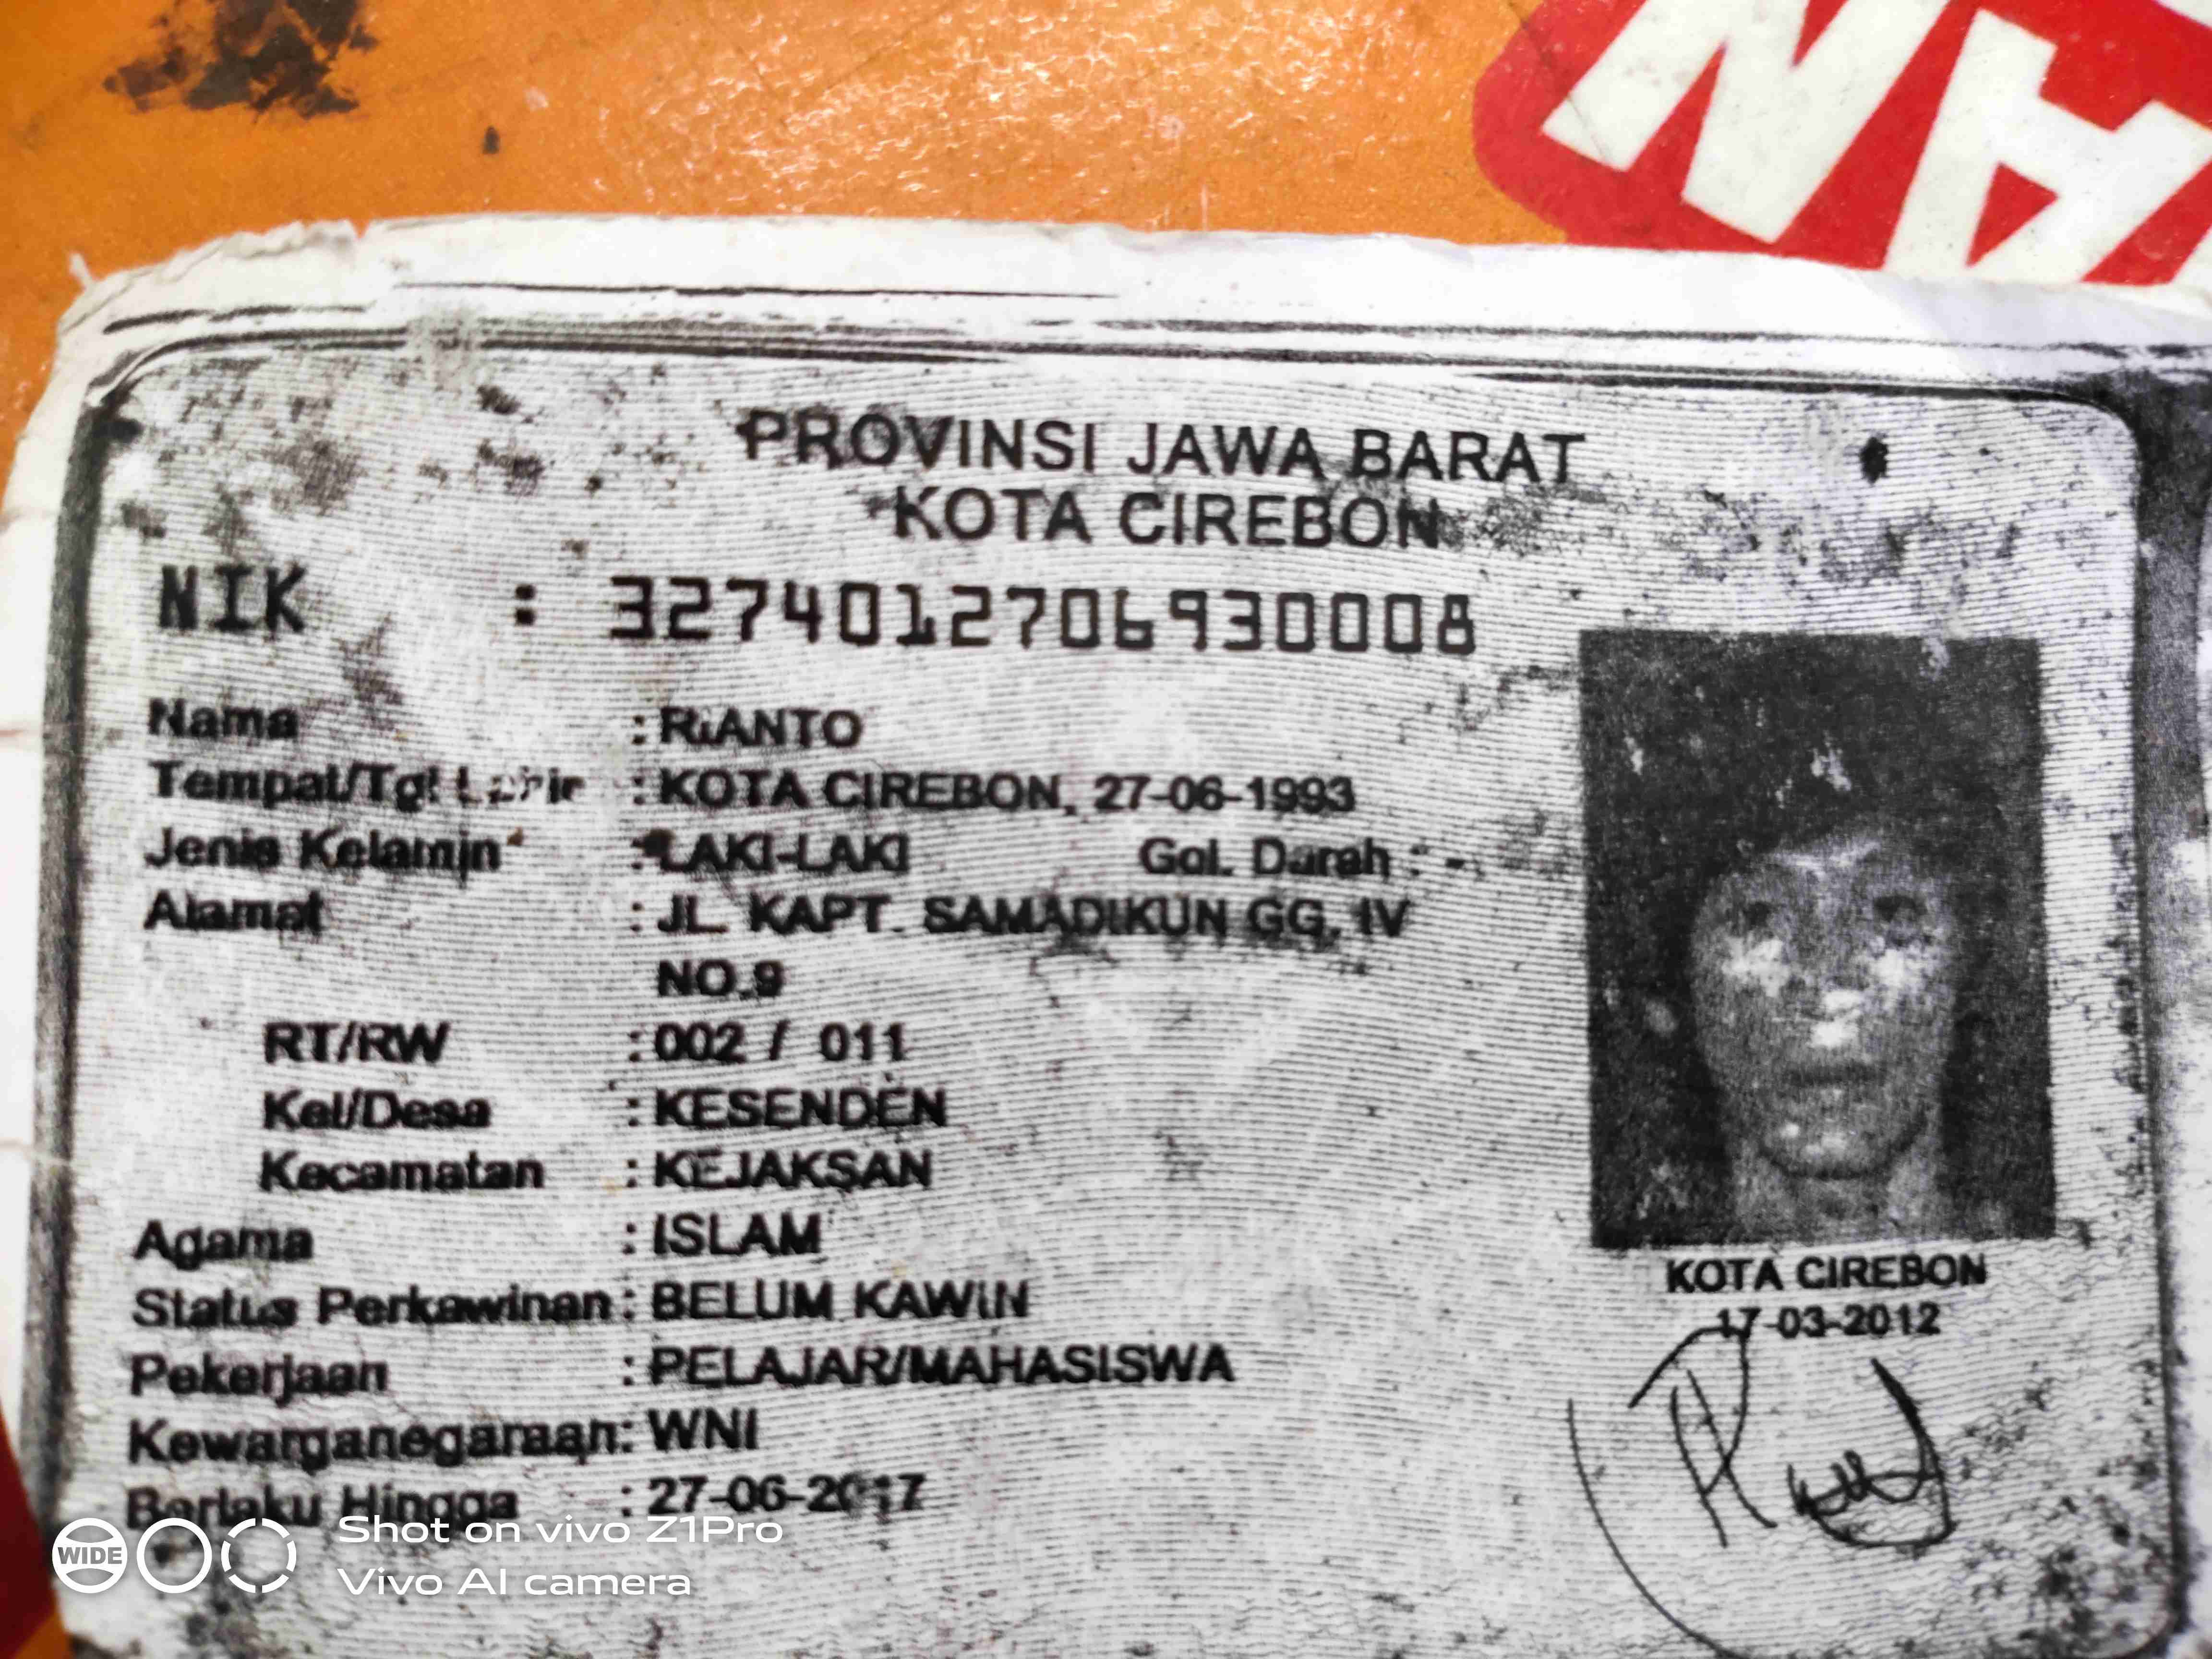 AN
PROVINSI JAWA BARAT
KOTA CIREBON
NIK : 3274012706930008
Nama : RIANTO
Tempat/Tgl Lahir : KOTA CIREBON, 27-06-1993
Jenis Kelamin : LAKI-LAKI Gol. Darah : -
Alamat : JL. KAPT. SAMADIKUN GG. IV
NO.9
RT/RW : 002 / 011
Kel/Desa : KESENDEN
Kecamatan : KEJAKSAN
Agama : ISLAM
Status Perkawinan : BELUM KAWIN
Pekerjaan : PELAJAR/MAHASISWA
Kewarganegaraan: WNI
Berlaku Hingga : 27-06-2017
KOTA CIREBON
17-03-2012
WIDE
Shot on vivo Z1Pro
Vivo AI camera